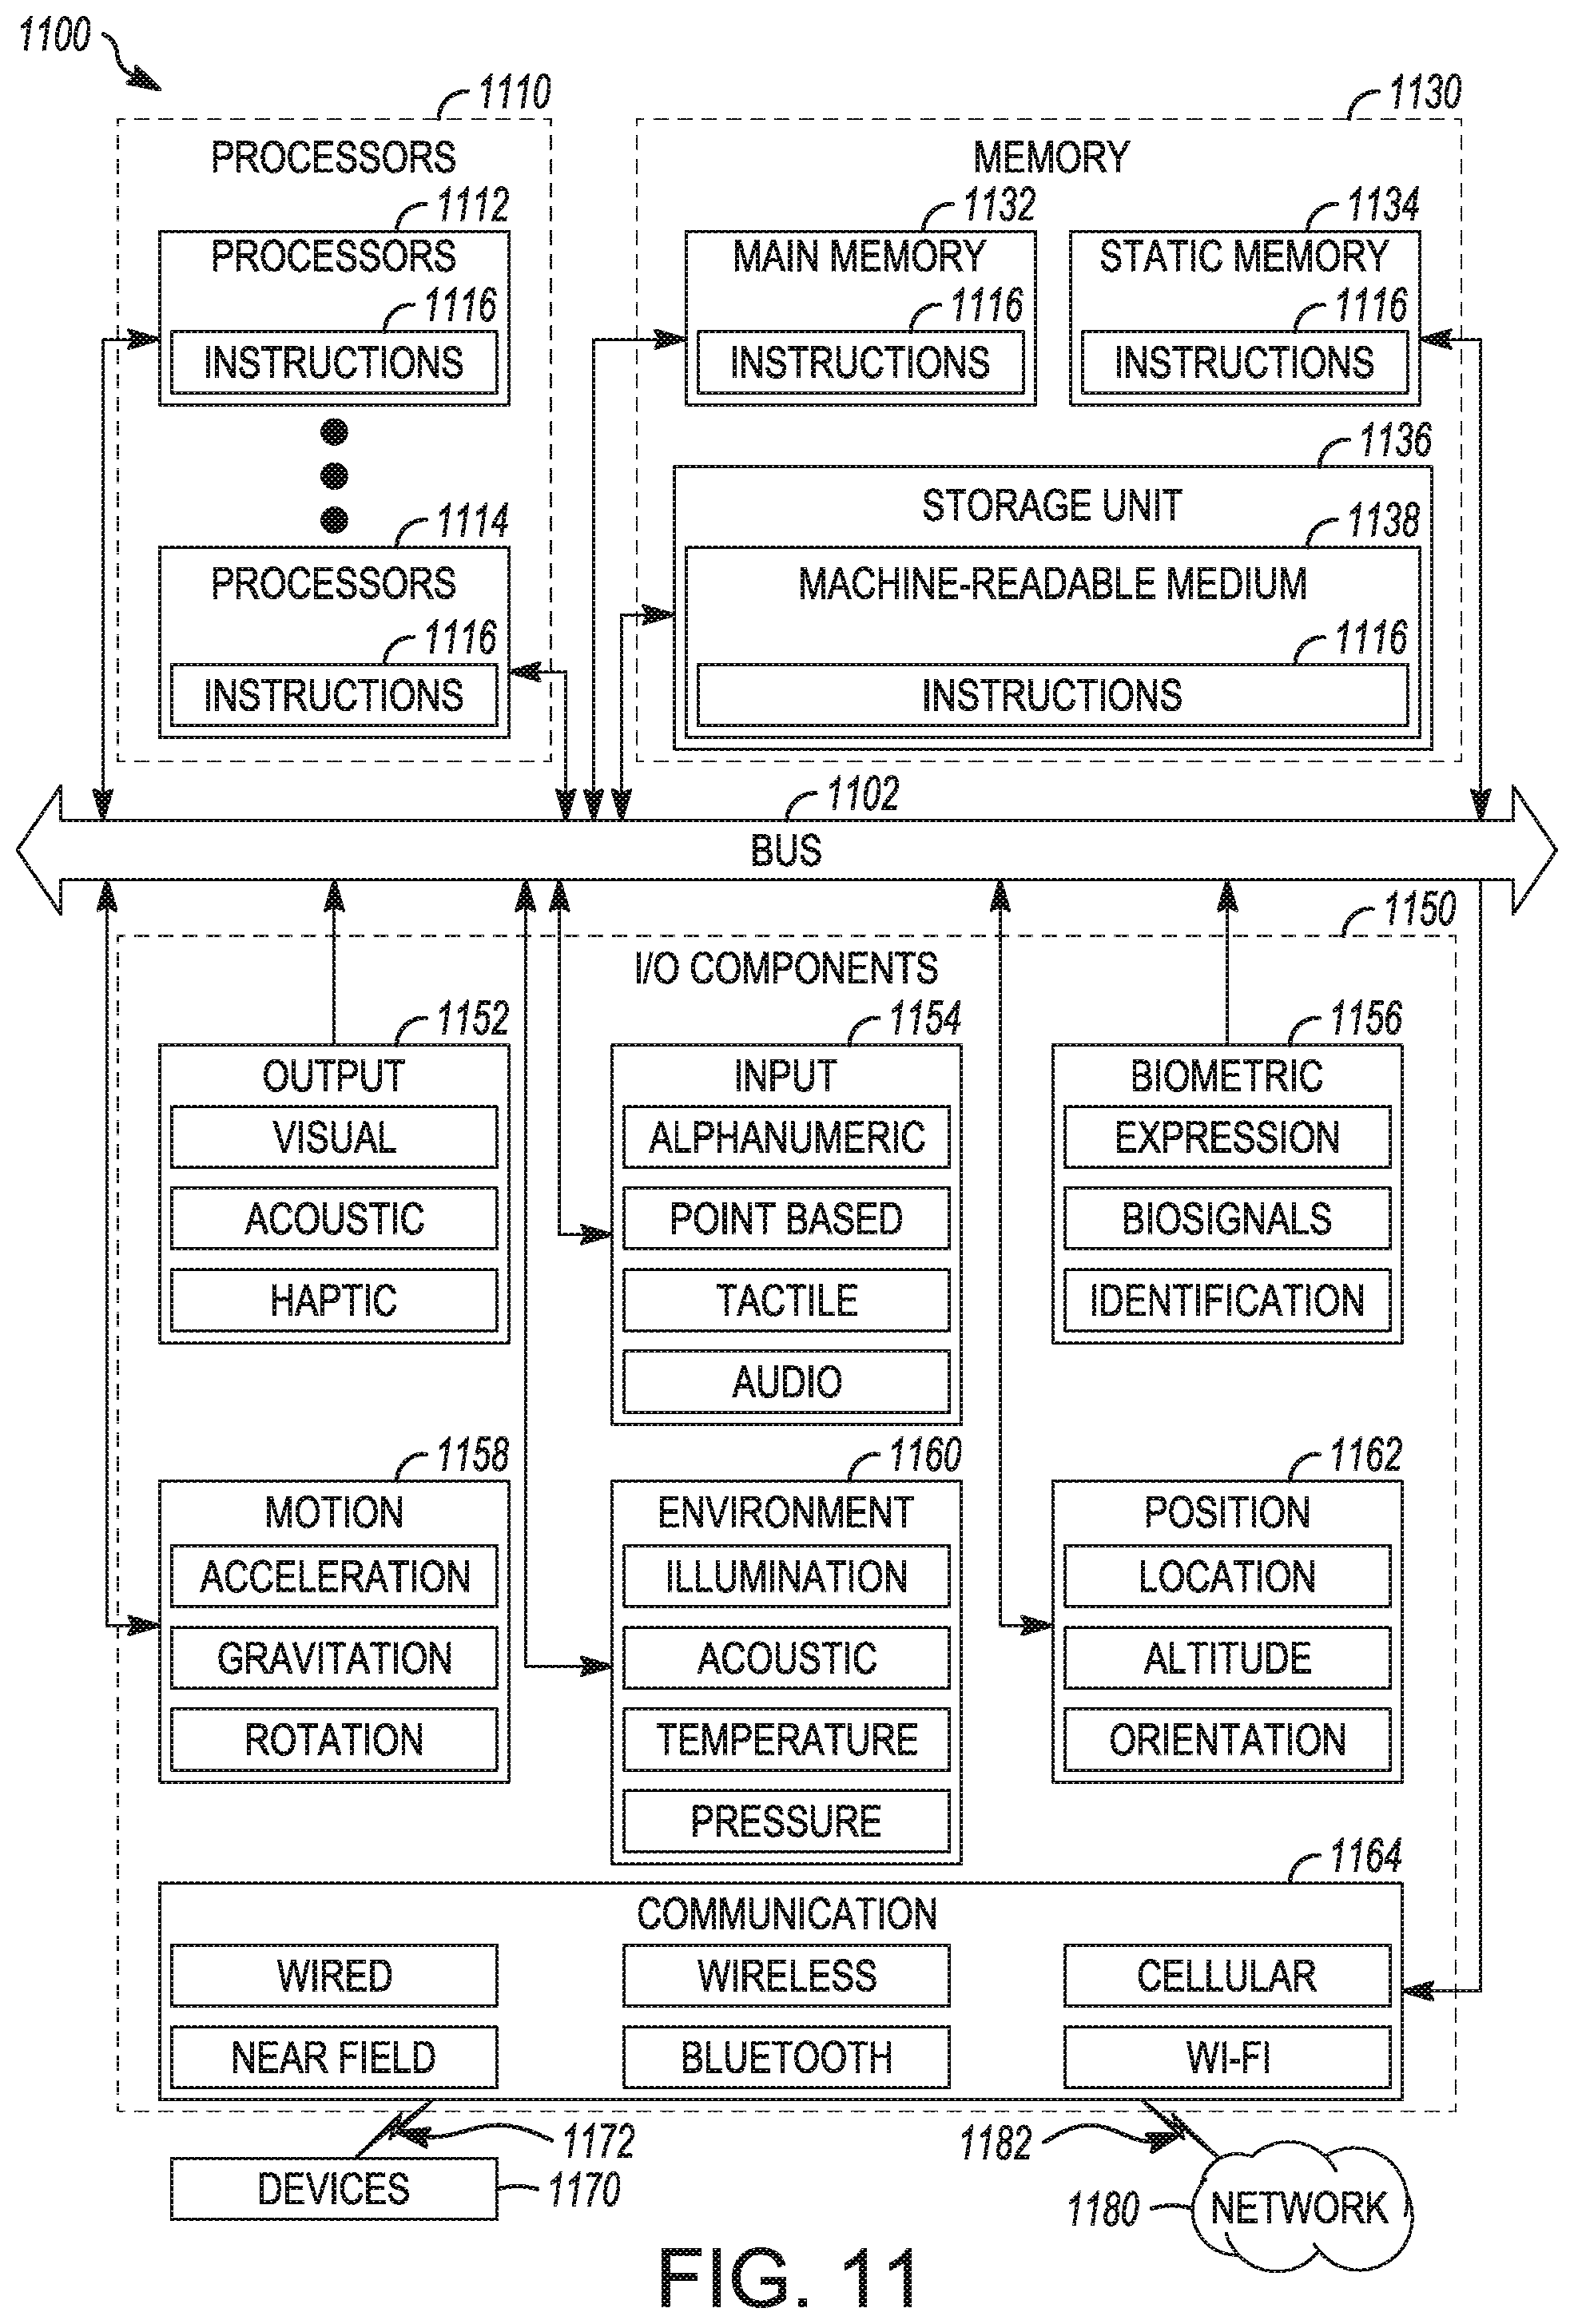 1100
1110
1130
PROCESSORS
MEMORY
1112
1132
1134
PROCESSORS
MAIN MEMORY
STATIC MEMORY
1116
1116
1116
INSTRUCTIONS
INSTRUCTIONS
INSTRUCTIONS
1136
STORAGE UNIT
1114
1138
PROCESSORS
MACHINE-READABLE MEDIUM
1116
1116
INSTRUCTIONS
INSTRUCTIONS
1102
BUS
1150
I/O COMPONENTS
1152
1154
1156
OUTPUT
INPUT
BIOMETRIC
VISUAL
ALPHANUMERIC
EXPRESSION
ACOUSTIC
POINT BASED
BIOSIGNALS
HAPTIC
TACTILE
IDENTIFICATION
AUDIO
1158
1160
1162
MOTION
ENVIRONMENT
POSITION
ACCELERATION
ILLUMINATION
LOCATION
GRAVITATION
ACOUSTIC
ALTITUDE
ROTATION
TEMPERATURE
ORIENTATION
PRESSURE
1164
COMMUNICATION
WIRED
WIRELESS
CELLULAR
NEAR FIELD
BLUETOOTH
WI-FI
1172
1182
DEVICES
1170
1180
NETWORK
FIG. 11